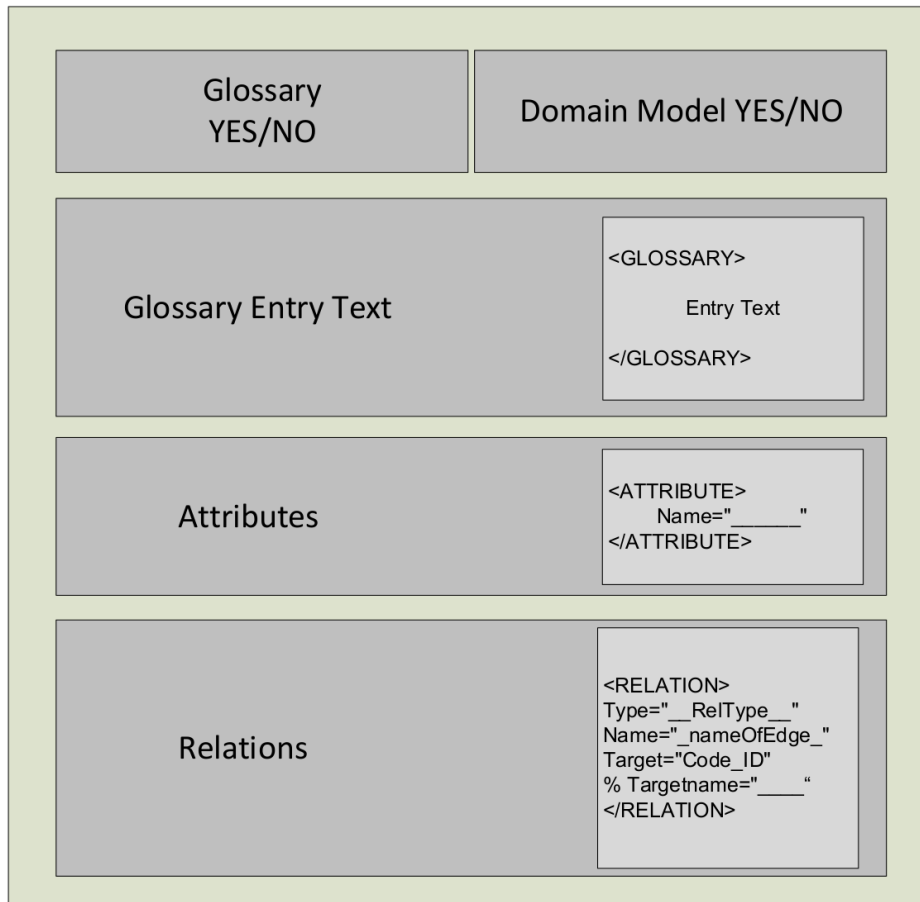 Glossary
YES/NO
Domain Model YES/NO
Glossary Entry Text
<GLOSSARY>
Entry Text
</GLOSSARY>
Attributes
<ATTRIBUTE>
Name="______"
</ATTRIBUTE>
Relations
<RELATION>
Type="__RelType__"
Name="_nameOfEdge_"
Target="Code_ID"
% Targetname="____“
</RELATION>